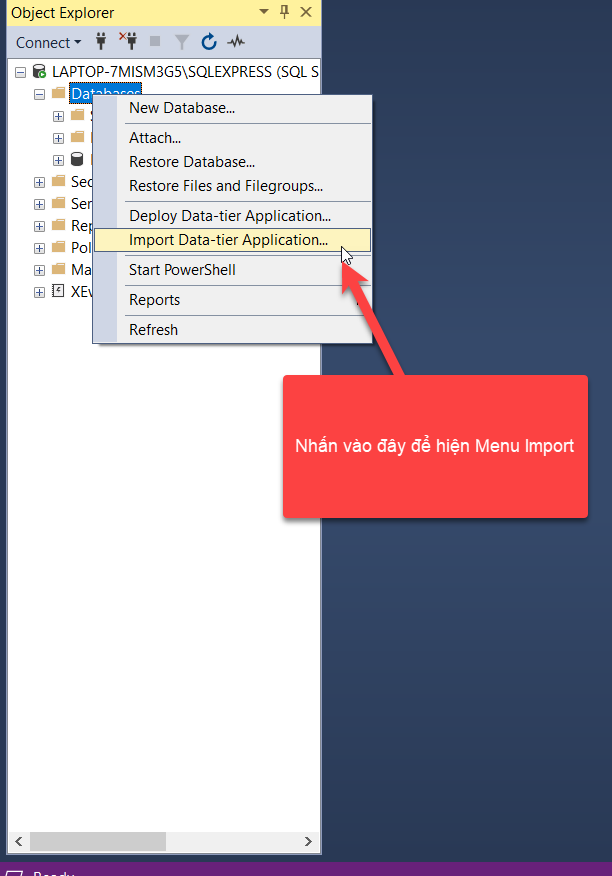 Object Explorer
Connect
LAPTOP-7MISM3G5\SQLEXPRESS (SQL S
Databases
New Database...
Attach...
Restore Database...
Sec
Restore Files and Filegroups...
Ser
Rep
Deploy Data-tier Application...
Pol
Import Data-tier Application...
Ma
Start PowerShell
XEv
Reports
Refresh
Nhấn vào đây để hiện Menu Import
Ready